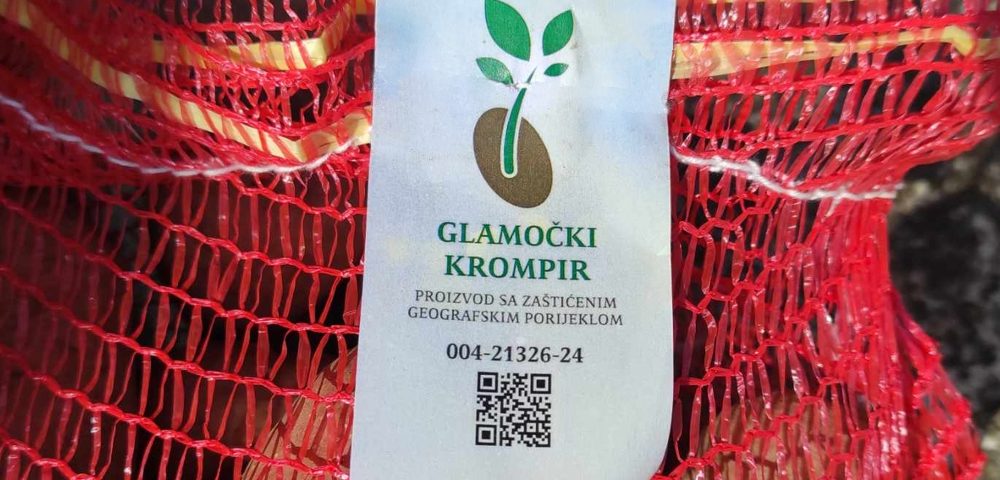 GLAMOČKI
KROMPIR
PROIZVOD SA ZAŠTIĆENIM
GEOGRAFSKIM PORIJEKLOM
004-21326-24